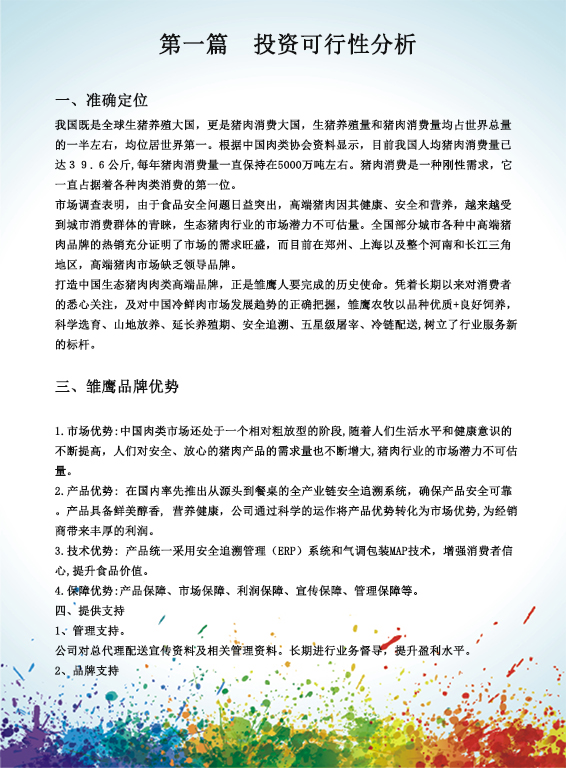 第一篇　投资可行性分析
一、准确定位
我国既是全球生猪养殖大国，更是猪肉消费大国，生猪养殖量和猪肉消费量均占世界总量
的一半左右，均位居世界第一。根据中国肉类协会资料显示，目前我国人均猪肉消费量已
达３９.６公斤,每年猪肉消费量一直保持在5000万吨左右。猪肉消费是一种刚性需求，它
一直占据着各种肉类消费的第一位。
市场调查表明，由于食品安全问题日益突出，高端猪肉因其健康、安全和营养，越来越受
到城市消费群体的青睐，生态猪肉行业的市场潜力不可估量。全国部分城市各种中高端猪
肉品牌的热销充分证明了市场的需求旺盛，而目前在郑州、上海以及整个河南和长江三角
地区，高端猪肉市场缺乏领导品牌。
打造中国生态猪肉肉类高端品牌，正是雏鹰人要完成的历史使命。凭着长期以来对消费者
的悉心关注，及对中国冷鲜肉市场发展趋势的正确把握，雏鹰农牧以品种优质+良好饲养，
科学选育、山地放养、延长养殖期、安全追溯、五星级屠宰、冷链配送,树立了行业服务新
的标杆。
三、雏鹰品牌优势
1.市场优势:中国肉类市场还处于一个相对粗放型的阶段,随着人们生活水平和健康意识的
不断提高，人们对安全、放心的猪肉产品的需求量也不断增大,猪肉行业的市场潜力不可估
量。
2.产品优势: 在国内率先推出从源头到餐桌的全产业链安全追溯系统，确保产品安全可靠
。产品具备鲜美醇香, 营养健康，公司通过科学的运作将产品优势转化为市场优势,为经销
商带来丰厚的利润。
3.技术优势: 产品统一采用安全追溯管理（ERP）系统和气调包装MAP技术，增强消费者信
心,提升食品价值。
4.保障优势:产品保障、市场保障、利润保障、宣传保障、管理保障等。
四、提供支持
1、管理支持。
公司对总代理配送宣传资料及相关管理资料。长期进行业务督导，提升盈利水平。
2、品牌支持